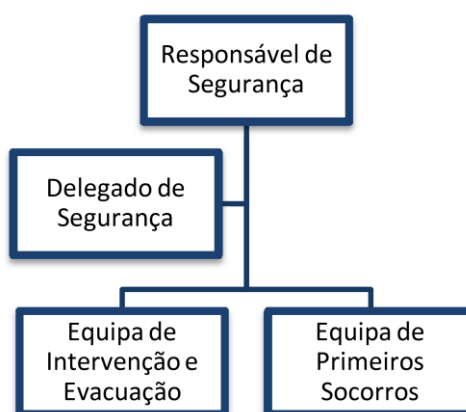 Responsável de
Segurança
Delegado de
Segurança
Equipa de
Intervenção e
Evacuação
Equipa de
Primeiros
Socorros